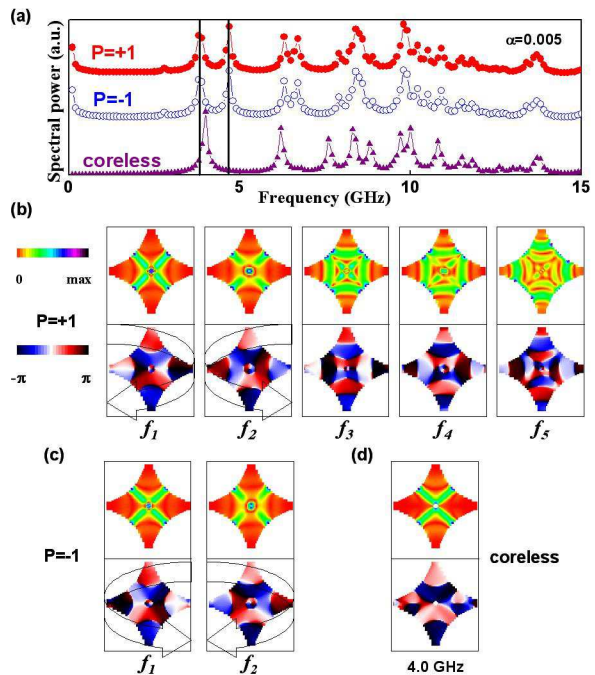 (a)
P=+1
α=0.005
P=-1
coreless
Spectral power (a.u.)
0 5 10 15
Frequency (GHz)
(b)
0 max
P=+1
-π π
f1 f2 f3 f4 f5
(c) (d)
P=-1
coreless
f1 f2 4.0 GHz